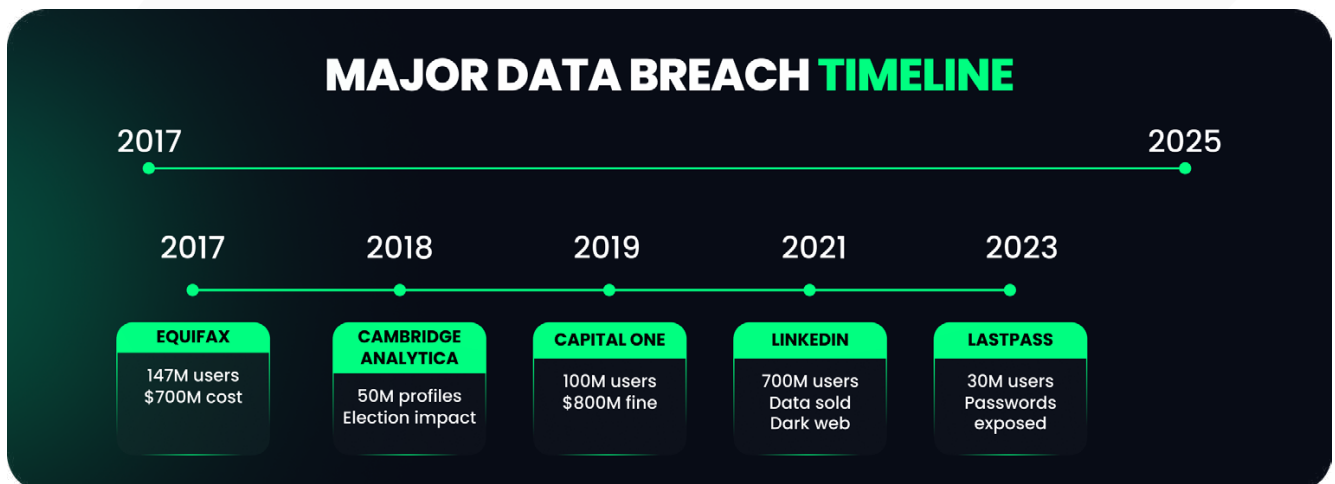 MAJOR DATA BREACH TIMELINE
2017
2025
2017
2018
2019
2021
2023
EQUIFAX
147M users
$700M cost
CAMBRIDGE
ANALYTICA
50M profiles
Election impact
CAPITAL ONE
100M users
$800M fine
LINKEDIN
700M users
Data sold
Dark web
LASTPASS
30M users
Passwords
exposed